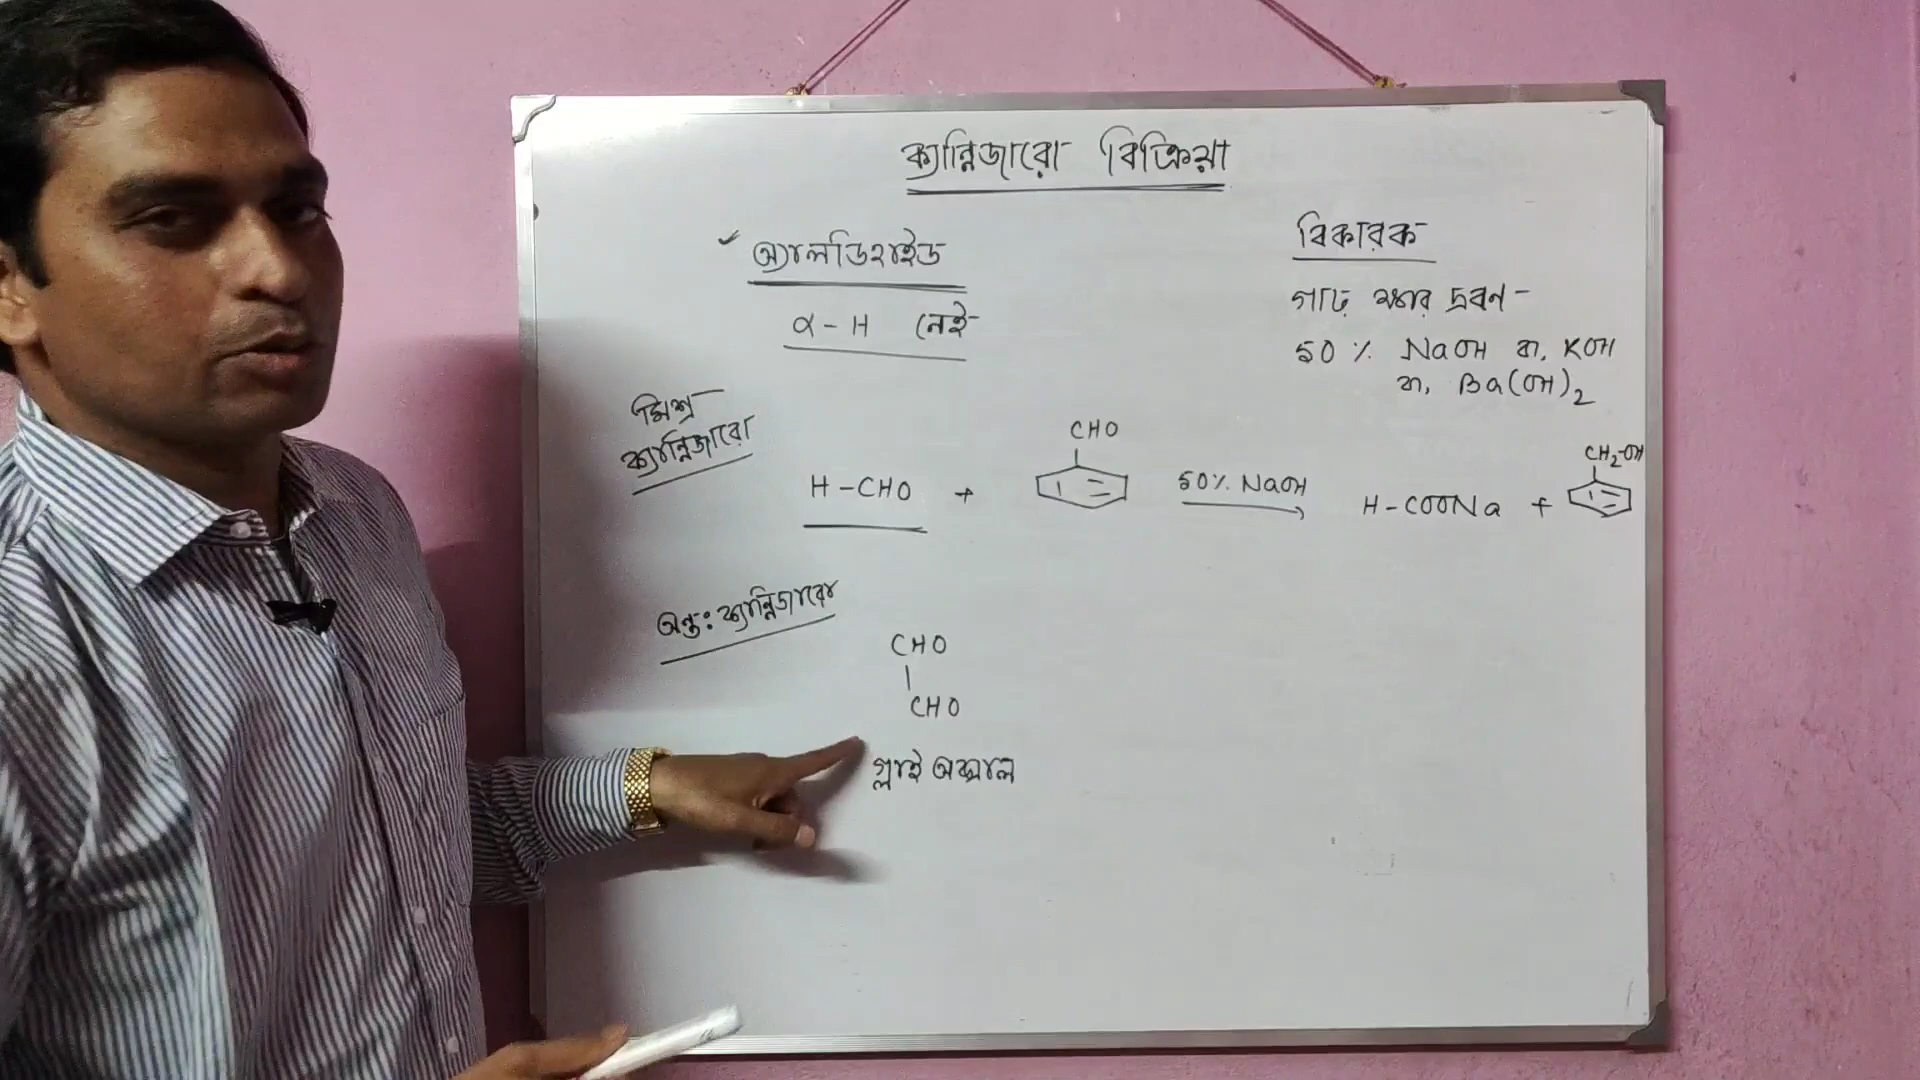 ক্যান্নিজারো বিক্রিয়া
অ্যালডিহাইড
α - H নেই
বিকারক
গাঢ় ক্ষার দ্রবণ -
50 % NaOH বা, KOH
বা, Ba(OH)₂
মিশ্র
ক্যান্নিজারো
H - CHO + CHO 50% NaOH H - COONa + CH₂-OH
অন্তঃক্যান্নিজারো
CHO
CHO
গ্লাইঅক্সাল